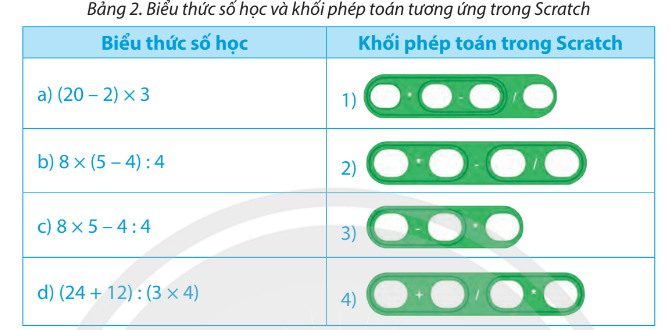 Bảng 2. Biểu thức số học và khối phép toán tương ứng trong Scratch
Biểu thức số học Khối phép toán trong Scratch
a) (20 – 2) × 3 1) * - /
b) 8 × (5 – 4) : 4 2) * - /
c) 8 × 5 – 4 : 4 3) - *
d) (24 + 12) : (3 × 4) 4) + / *